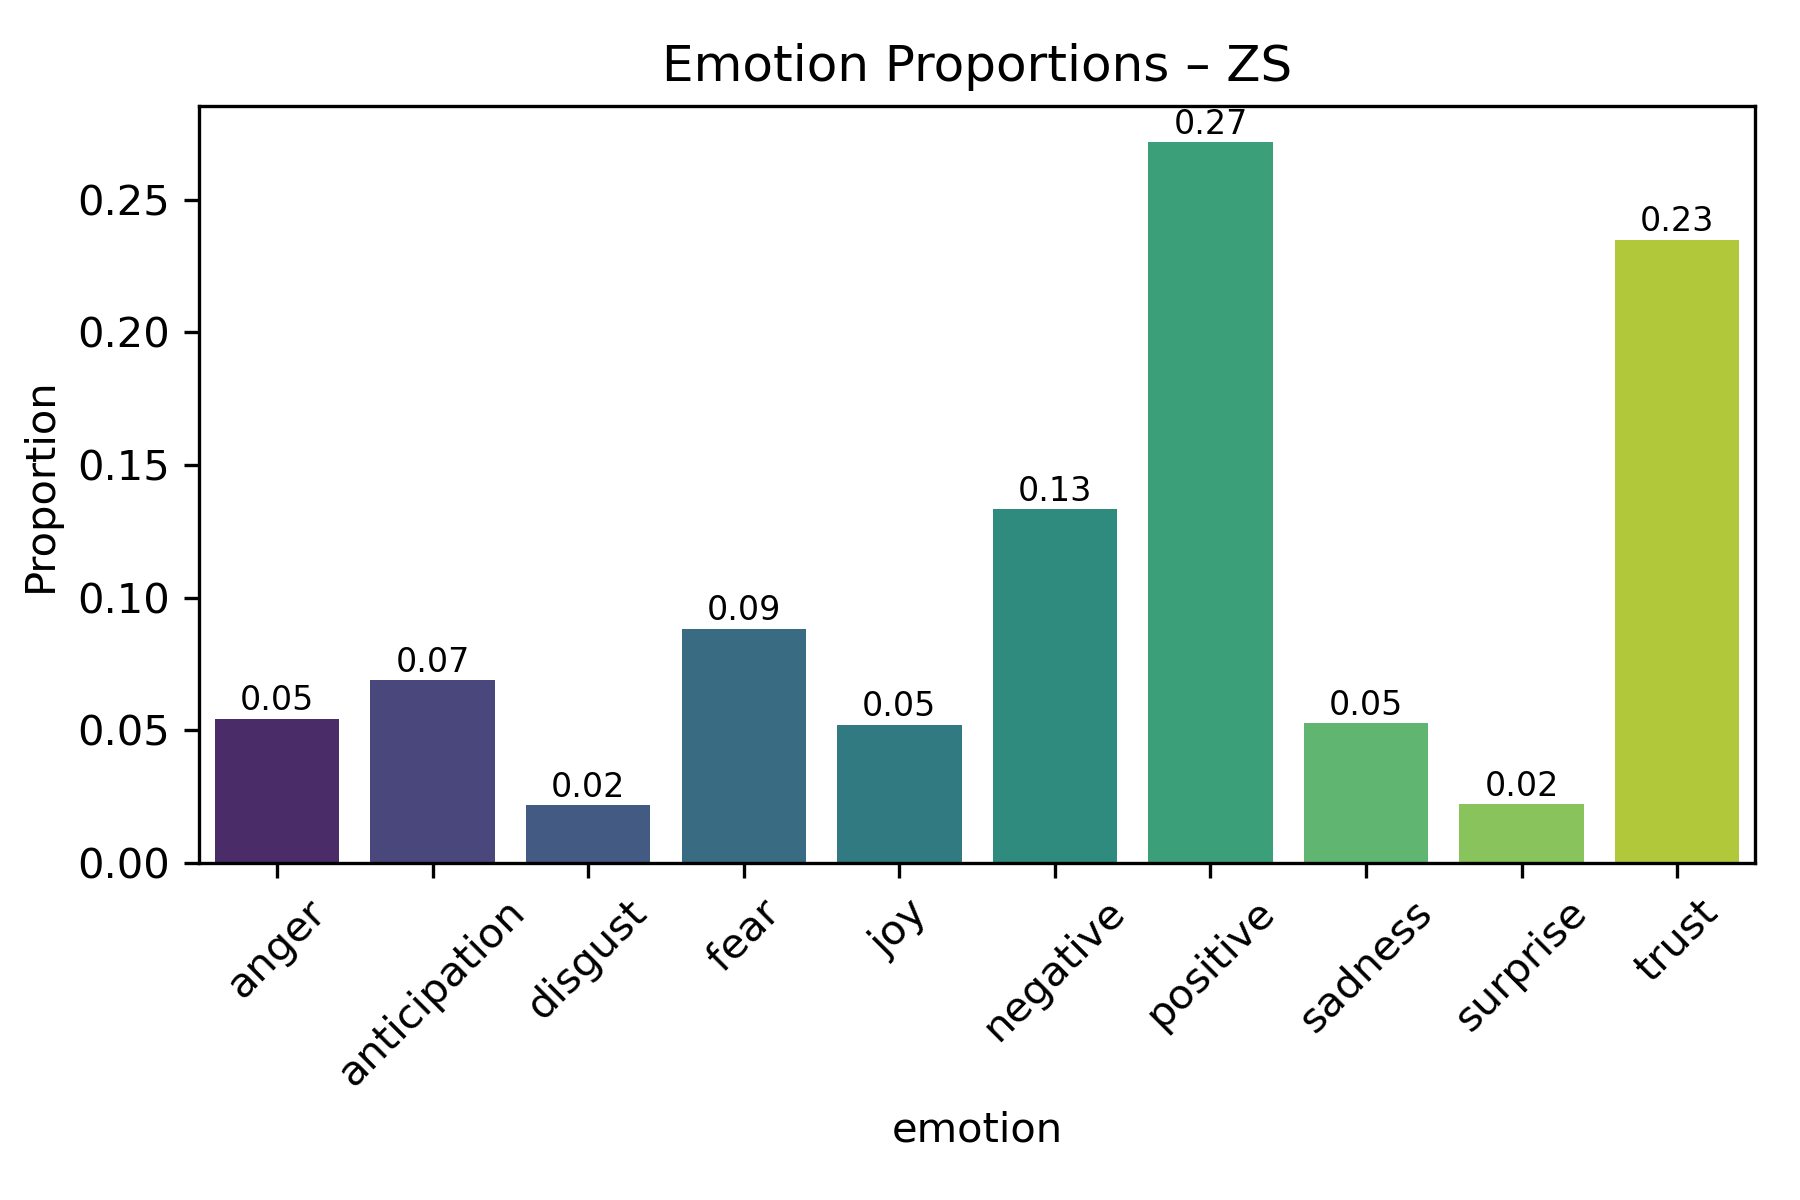 Emotion Proportions – ZS
0.27
0.25
0.23
0.20
0.15
0.13
0.10
0.09
0.07
0.05
0.05
0.05
0.05
0.02
0.02
0.00
Proportion
anger
anticipation
disgust
fear
joy
negative
positive
sadness
surprise
trust
emotion